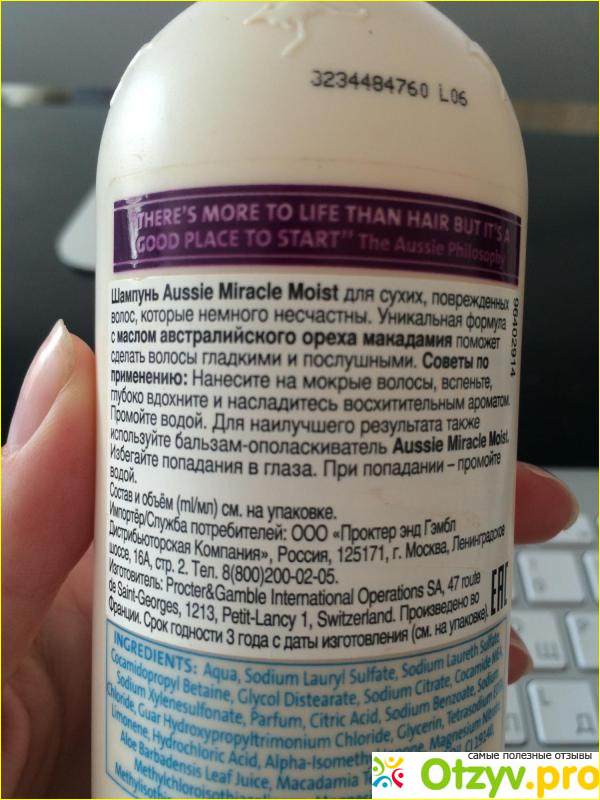 3234484760 L06
THERE'S MORE TO LIFE THAN HAIR BUT IT'S A
GOOD PLACE TO START" The Aussie Philosophy
96402914
Шампунь Aussie Miracle Moist для сухих, поврежденных
волос, которые немного несчастны. Уникальная формула
с маслом австралийского ореха макадамия поможет
сделать волосы гладкими и послушными. Советы по
применению: Нанесите на мокрые волосы, вспеньте,
глубоко вдохните и насладитесь восхитительным ароматом.
Промойте водой. Для наилучшего результата также
используйте бальзам-ополаскиватель Aussie Miracle Moist.
Избегайте попадания в глаза. При попадании – промойте
водой.
Состав и объём (ml/мл) см. на упаковке.
Импортёр/Служба потребителей: ООО «Проктер энд Гэмбл
Дистрибьюторская Компания», Россия, 125171, г. Москва, Ленинградское
шоссе, 16А, стр. 2. Тел. 8(800)200-02-05.
Изготовитель: Procter&Gamble International Operations SA, 47 route
de Saint-Georges, 1213, Petit-Lancy 1, Switzerland. Произведено во
Франции. Срок годности 3 года с даты изготовления (см. на упаковке).
EAC
INGREDIENTS: Aqua, Sodium Lauryl Sulfate, Sodium Laureth Sulfate,
Cocamidopropyl Betaine, Glycol Distearate, Sodium Citrate, Cocamide MEA,
Sodium Xylenesulfonate, Parfum, Citric Acid, Sodium Benzoate, Sodium
Chloride, Guar Hydroxypropyltrimonium Chloride, Glycerin, Tetrasodium
Limonene, Hydrochloric Acid, Magnesium
Aloe Barbadensis Leaf Juice, Macadamia
самые полезные отзывы
Otzyv.pro